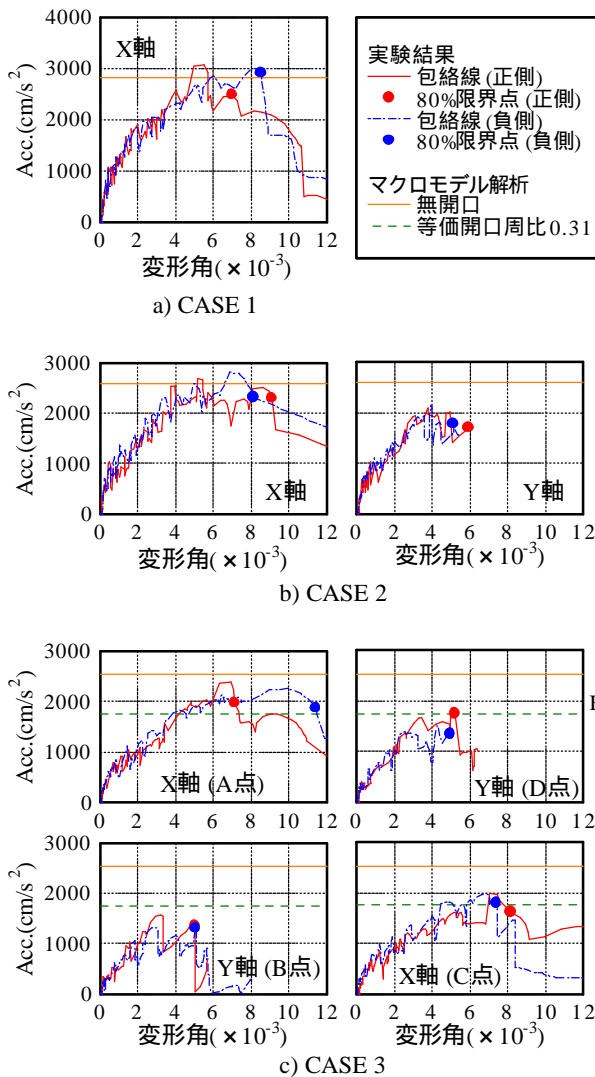 X軸
Acc.(cm/s²)
4000
3000
2000
1000
0
0 2 4 6 8 10 12
変形角(×10⁻³)
a) CASE 1
実験結果
包絡線(正側)
80%限界点(正側)
包絡線(負側)
80%限界点(負側)
マクロモデル解析
無開口
等価開口周比0.31
Acc.(cm/s²)
3000
2000
1000
0
X軸
0 2 4 6 8 10 12
変形角(×10⁻³)
Y軸
0 2 4 6 8 10 12
変形角(×10⁻³)
b) CASE 2
Acc.(cm/s²)
3000
2000
1000
0
X軸(A点)
0 2 4 6 8 10 12
Y軸(D点)
0 2 4 6 8 10 12
Acc.(cm/s²)
3000
2000
1000
0
Y軸(B点)
0 2 4 6 8 10 12
変形角(×10⁻³)
X軸(C点)
0 2 4 6 8 10 12
変形角(×10⁻³)
c) CASE 3